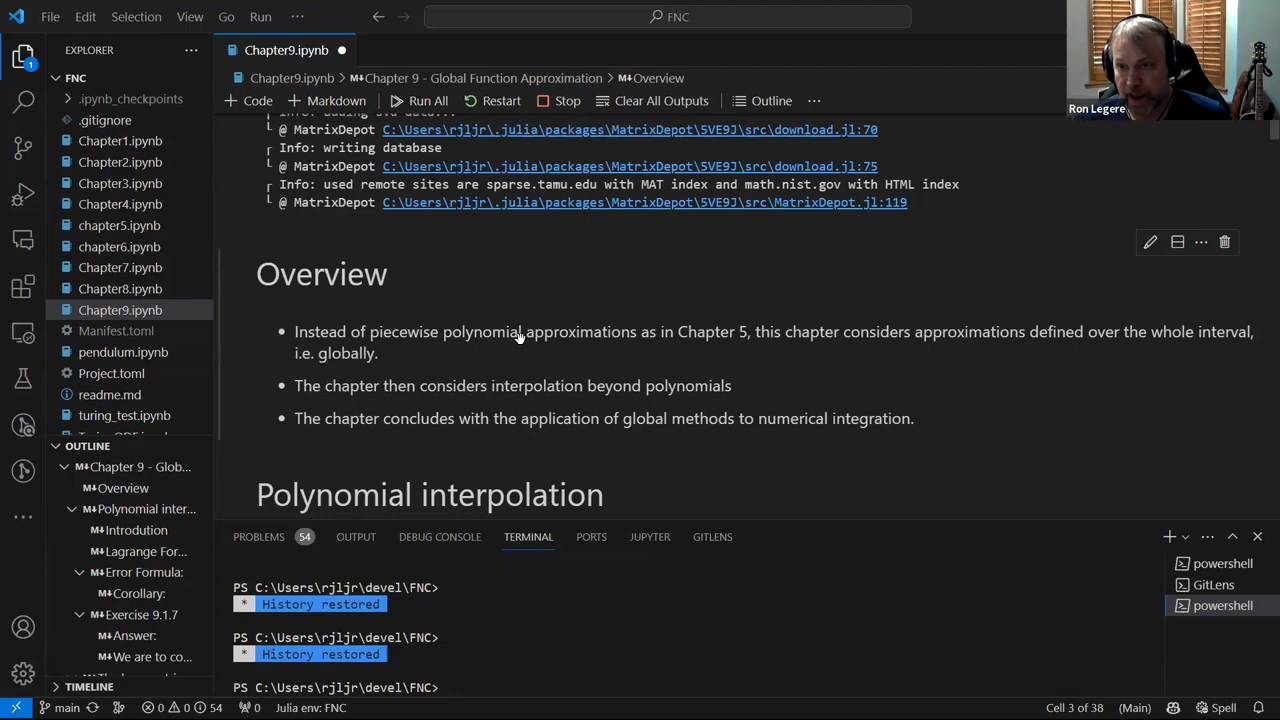 File Edit Selection View Go Run ··· FNC
EXPLORER ···
Chapter9.ipynb
Ron Legere
FNC
Chapter9.ipynb > M↓Chapter 9 - Global Function Approximation > M↓Overview
+ Code + Markdown Run All Restart Stop Clear All Outputs Outline ···
.ipynb_checkpoints
.gitignore
Chapter1.ipynb
Chapter2.ipynb
Chapter3.ipynb
Chapter4.ipynb
chapter5.ipynb
chapter6.ipynb
Chapter7.ipynb
Chapter8.ipynb
Chapter9.ipynb
Manifest.toml
pendulum.ipynb
Project.toml
readme.md
turing_test.ipynb
OUTLINE
M↓Chapter 9 - Glob...
M↓Overview
M↓Polynomial inter...
M↓Introdution
M↓Lagrange For...
M↓Error Formula:
M↓Corollary:
M↓Exercise 9.1.7
M↓Answer:
M↓We are to co...
TIMELINE
Info: adding svd data...
@ MatrixDepot C:\Users\rjljr\.julia\packages\MatrixDepot\5VE9J\src\download.jl:70
Info: writing database
@ MatrixDepot C:\Users\rjljr\.julia\packages\MatrixDepot\5VE9J\src\download.jl:75
Info: used remote sites are sparse.tamu.edu with MAT index and math.nist.gov with HTML index
@ MatrixDepot C:\Users\rjljr\.julia\packages\MatrixDepot\5VE9J\src\MatrixDepot.jl:119
Overview
• Instead of piecewise polynomial approximations as in Chapter 5, this chapter considers approximations defined over the whole interval,
i.e. globally.
• The chapter then considers interpolation beyond polynomials
• The chapter concludes with the application of global methods to numerical integration.
Polynomial interpolation
PROBLEMS 54 OUTPUT DEBUG CONSOLE TERMINAL PORTS JUPYTER GITLENS
PS C:\Users\rjljr\devel\FNC>
* History restored
PS C:\Users\rjljr\devel\FNC>
* History restored
PS C:\Users\rjljr\devel\FNC>
powershell
GitLens
powershell
main 0 0 54 0 Julia env: FNC Cell 3 of 38 (Main) Spell